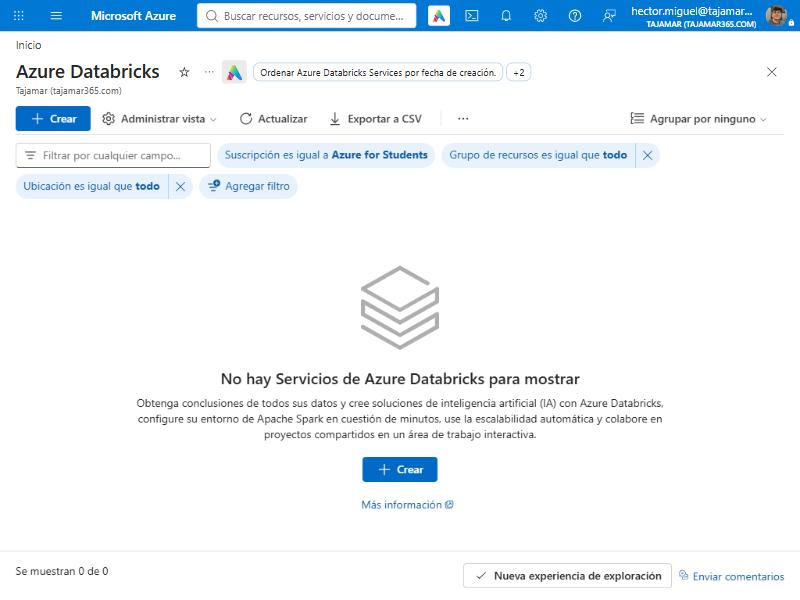 Microsoft Azure
Buscar recursos, servicios y docume...
hector.miguel@tajamar...
TAJAMAR (TAJAMAR365.COM)
Inicio
Azure Databricks
Ordenar Azure Databricks Services por fecha de creación.
+2
Tajamar (tajamar365.com)
Crear
Administrar vista
Actualizar
Exportar a CSV
Agrupar por ninguno
Filtrar por cualquier campo...
Suscripción es igual a Azure for Students
Grupo de recursos es igual que todo
Ubicación es igual que todo
Agregar filtro
No hay Servicios de Azure Databricks para mostrar
Obtenga conclusiones de todos sus datos y cree soluciones de inteligencia artificial (IA) con Azure Databricks,
configure su entorno de Apache Spark en cuestión de minutos, use la escalabilidad automática y colabore en
proyectos compartidos en un área de trabajo interactiva.
Crear
Más información
Se muestran 0 de 0
Nueva experiencia de exploración
Enviar comentarios